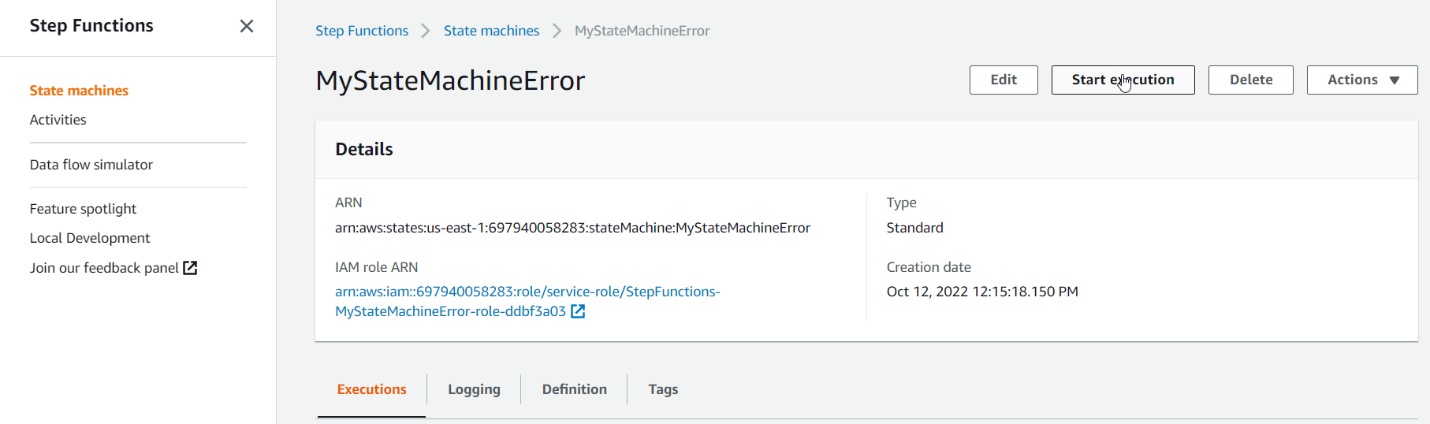 Step Functions
State machines
Activities
Data flow simulator
Feature spotlight
Local Development
Join our feedback panel
Step Functions State machines MyStateMachineError
MyStateMachineError
Edit Start execution Delete Actions
Details
ARN
arn:aws:states:us-east-1:697940058283:stateMachine:MyStateMachineError
IAM role ARN
arn:aws:iam::697940058283:role/service-role/StepFunctions-
MyStateMachineError-role-ddbf3a03
Type
Standard
Creation date
Oct 12, 2022 12:15:18.150 PM
Executions Logging Definition Tags